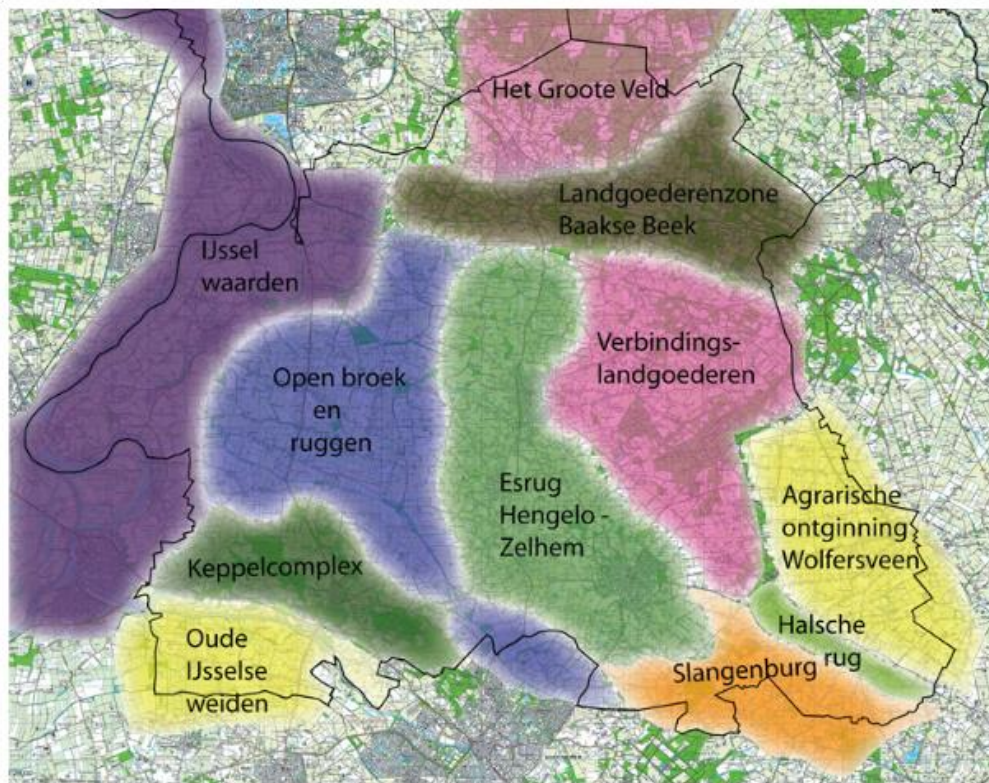 Het Groote Veld
Landgoederenzone
Baakse Beek
IJssel
waarden
Verbindings-
landgoederen
Open broek
en
ruggen
Esrug
Hengelo -
Zelhem
Agrarische
ontginning
Wolfersveen
Keppelcomplex
Halsche
rug
Oude
IJsselse
weiden
Slangenburg